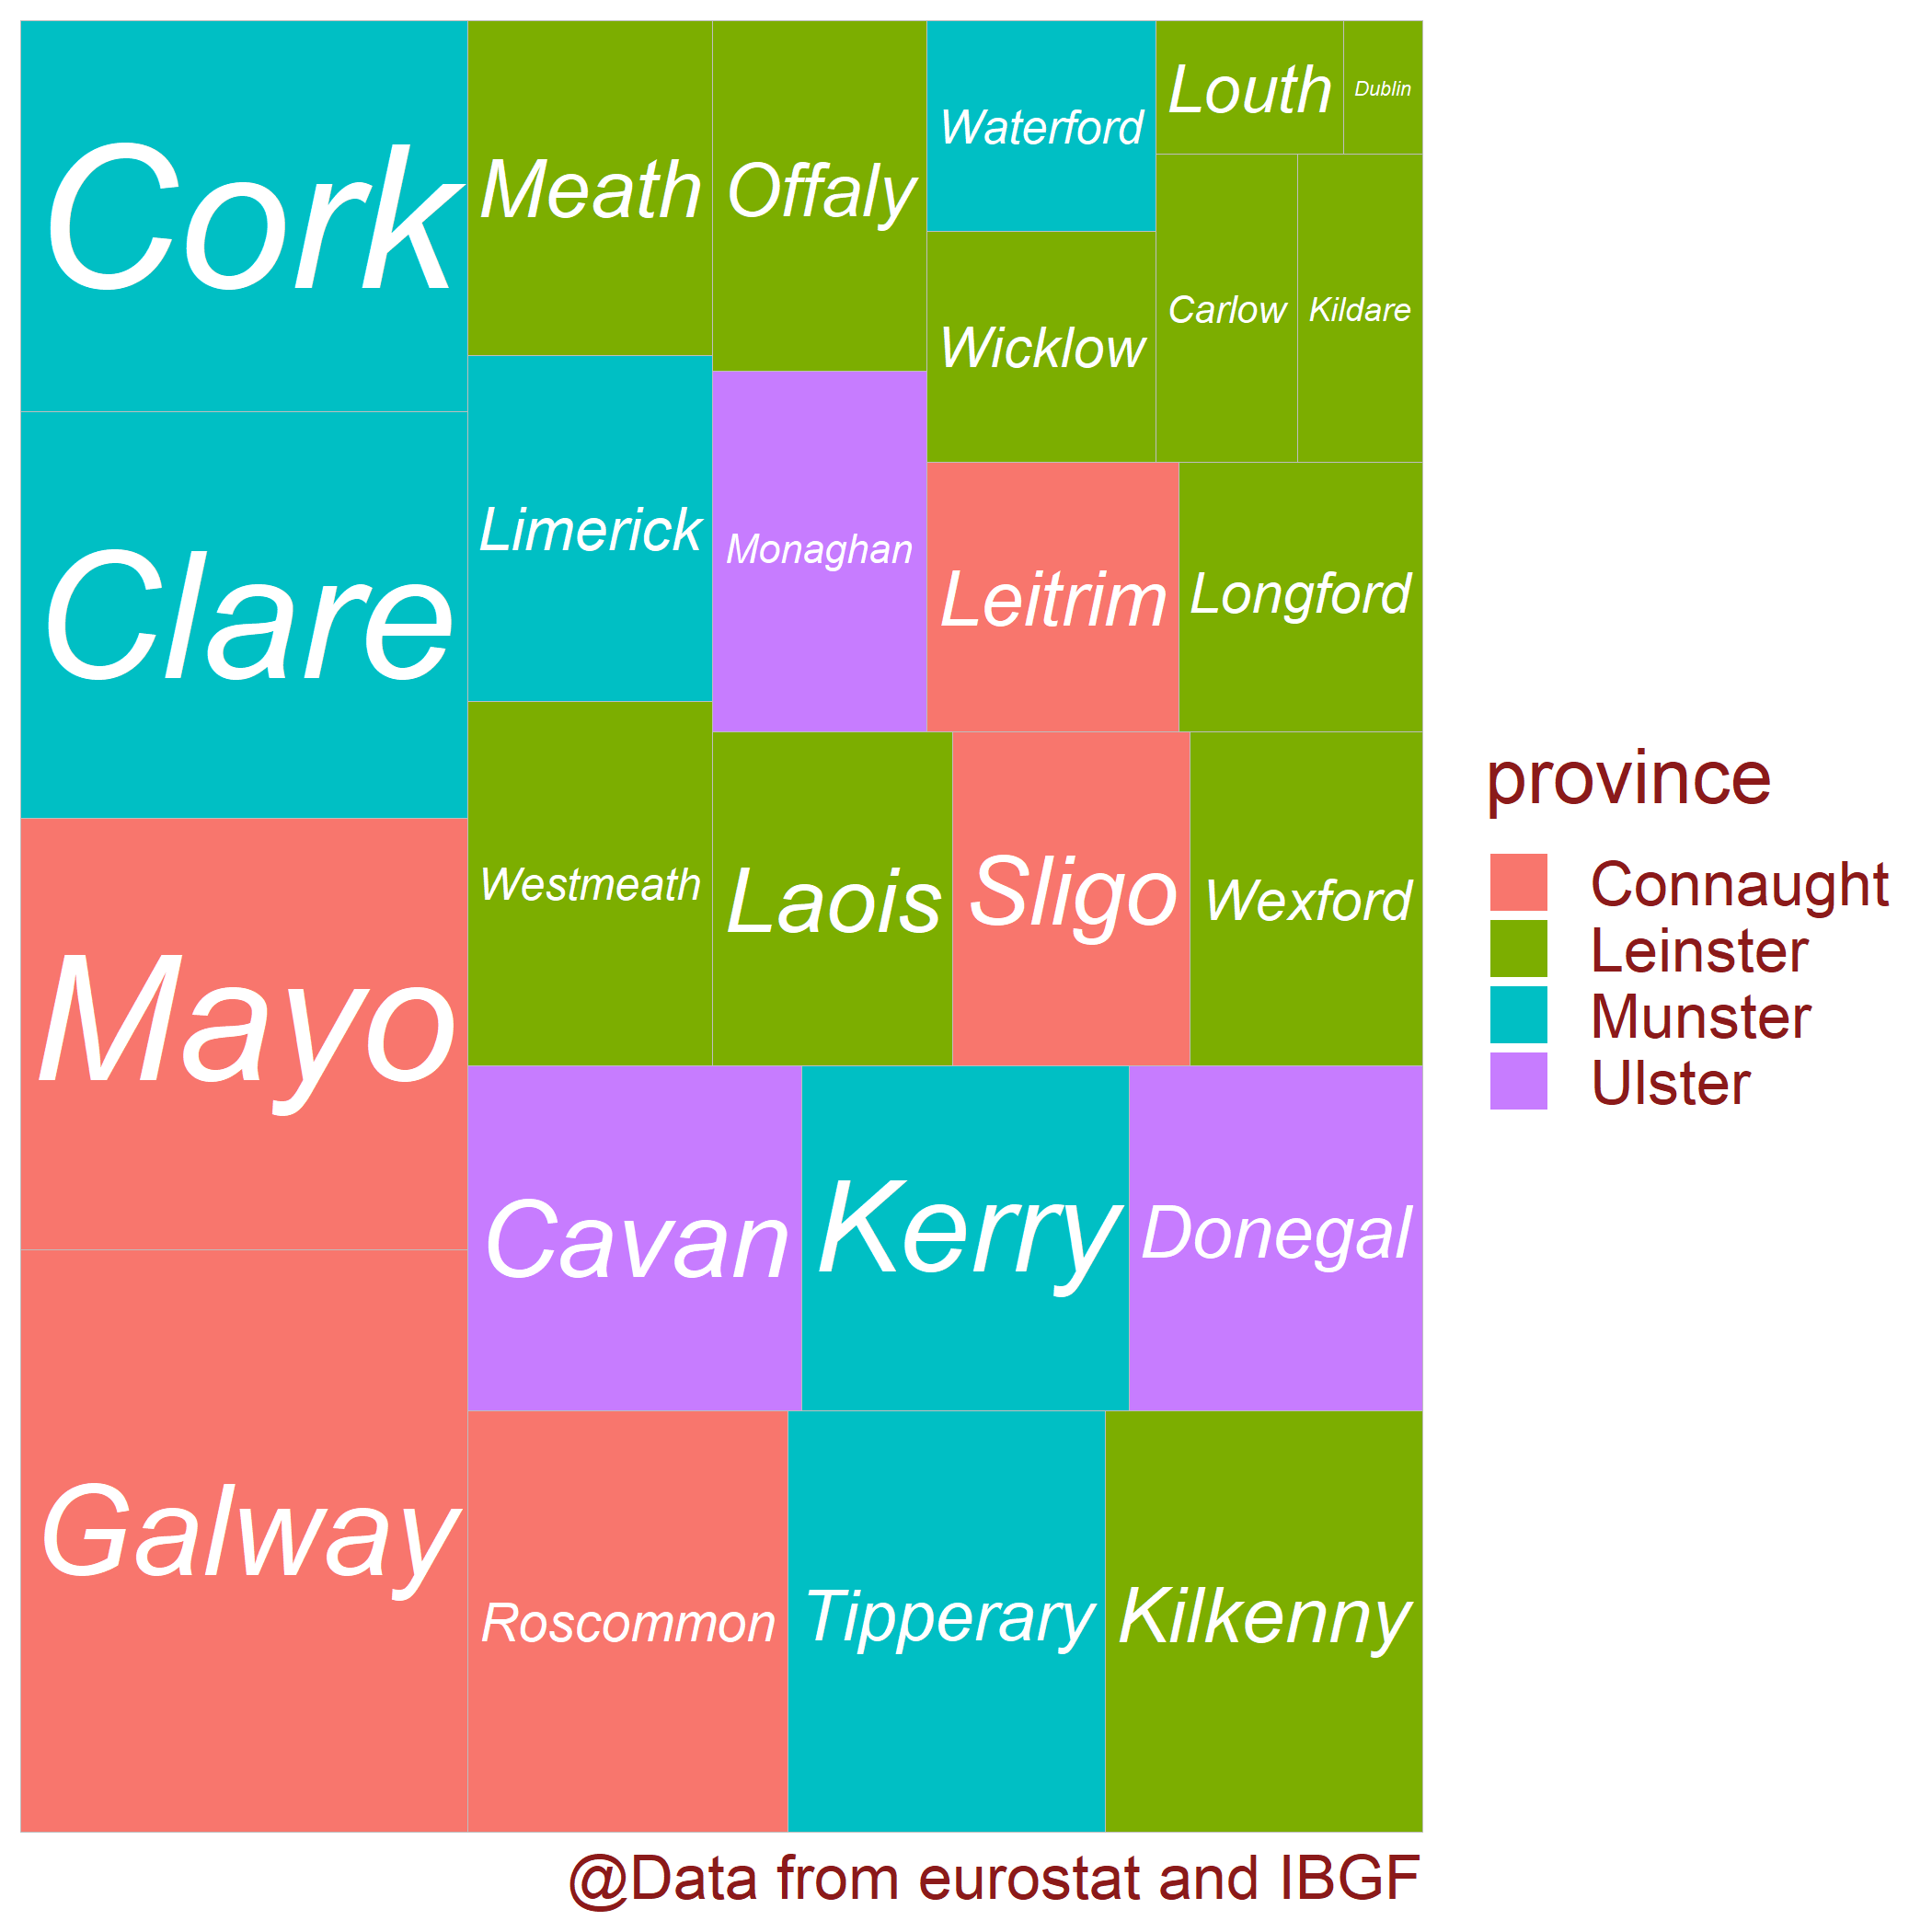 Cork
Meath
Offaly
Waterford
Louth
Dublin
Carlow
Kildare
Wicklow
Clare
Limerick
Monaghan
Leitrim
Longford
Mayo
Westmeath
Laois
Sligo
Wexford
Cavan
Kerry
Donegal
Galway
Roscommon
Tipperary
Kilkenny
province
Connaught
Leinster
Munster
Ulster
@Data from eurostat and IBGF